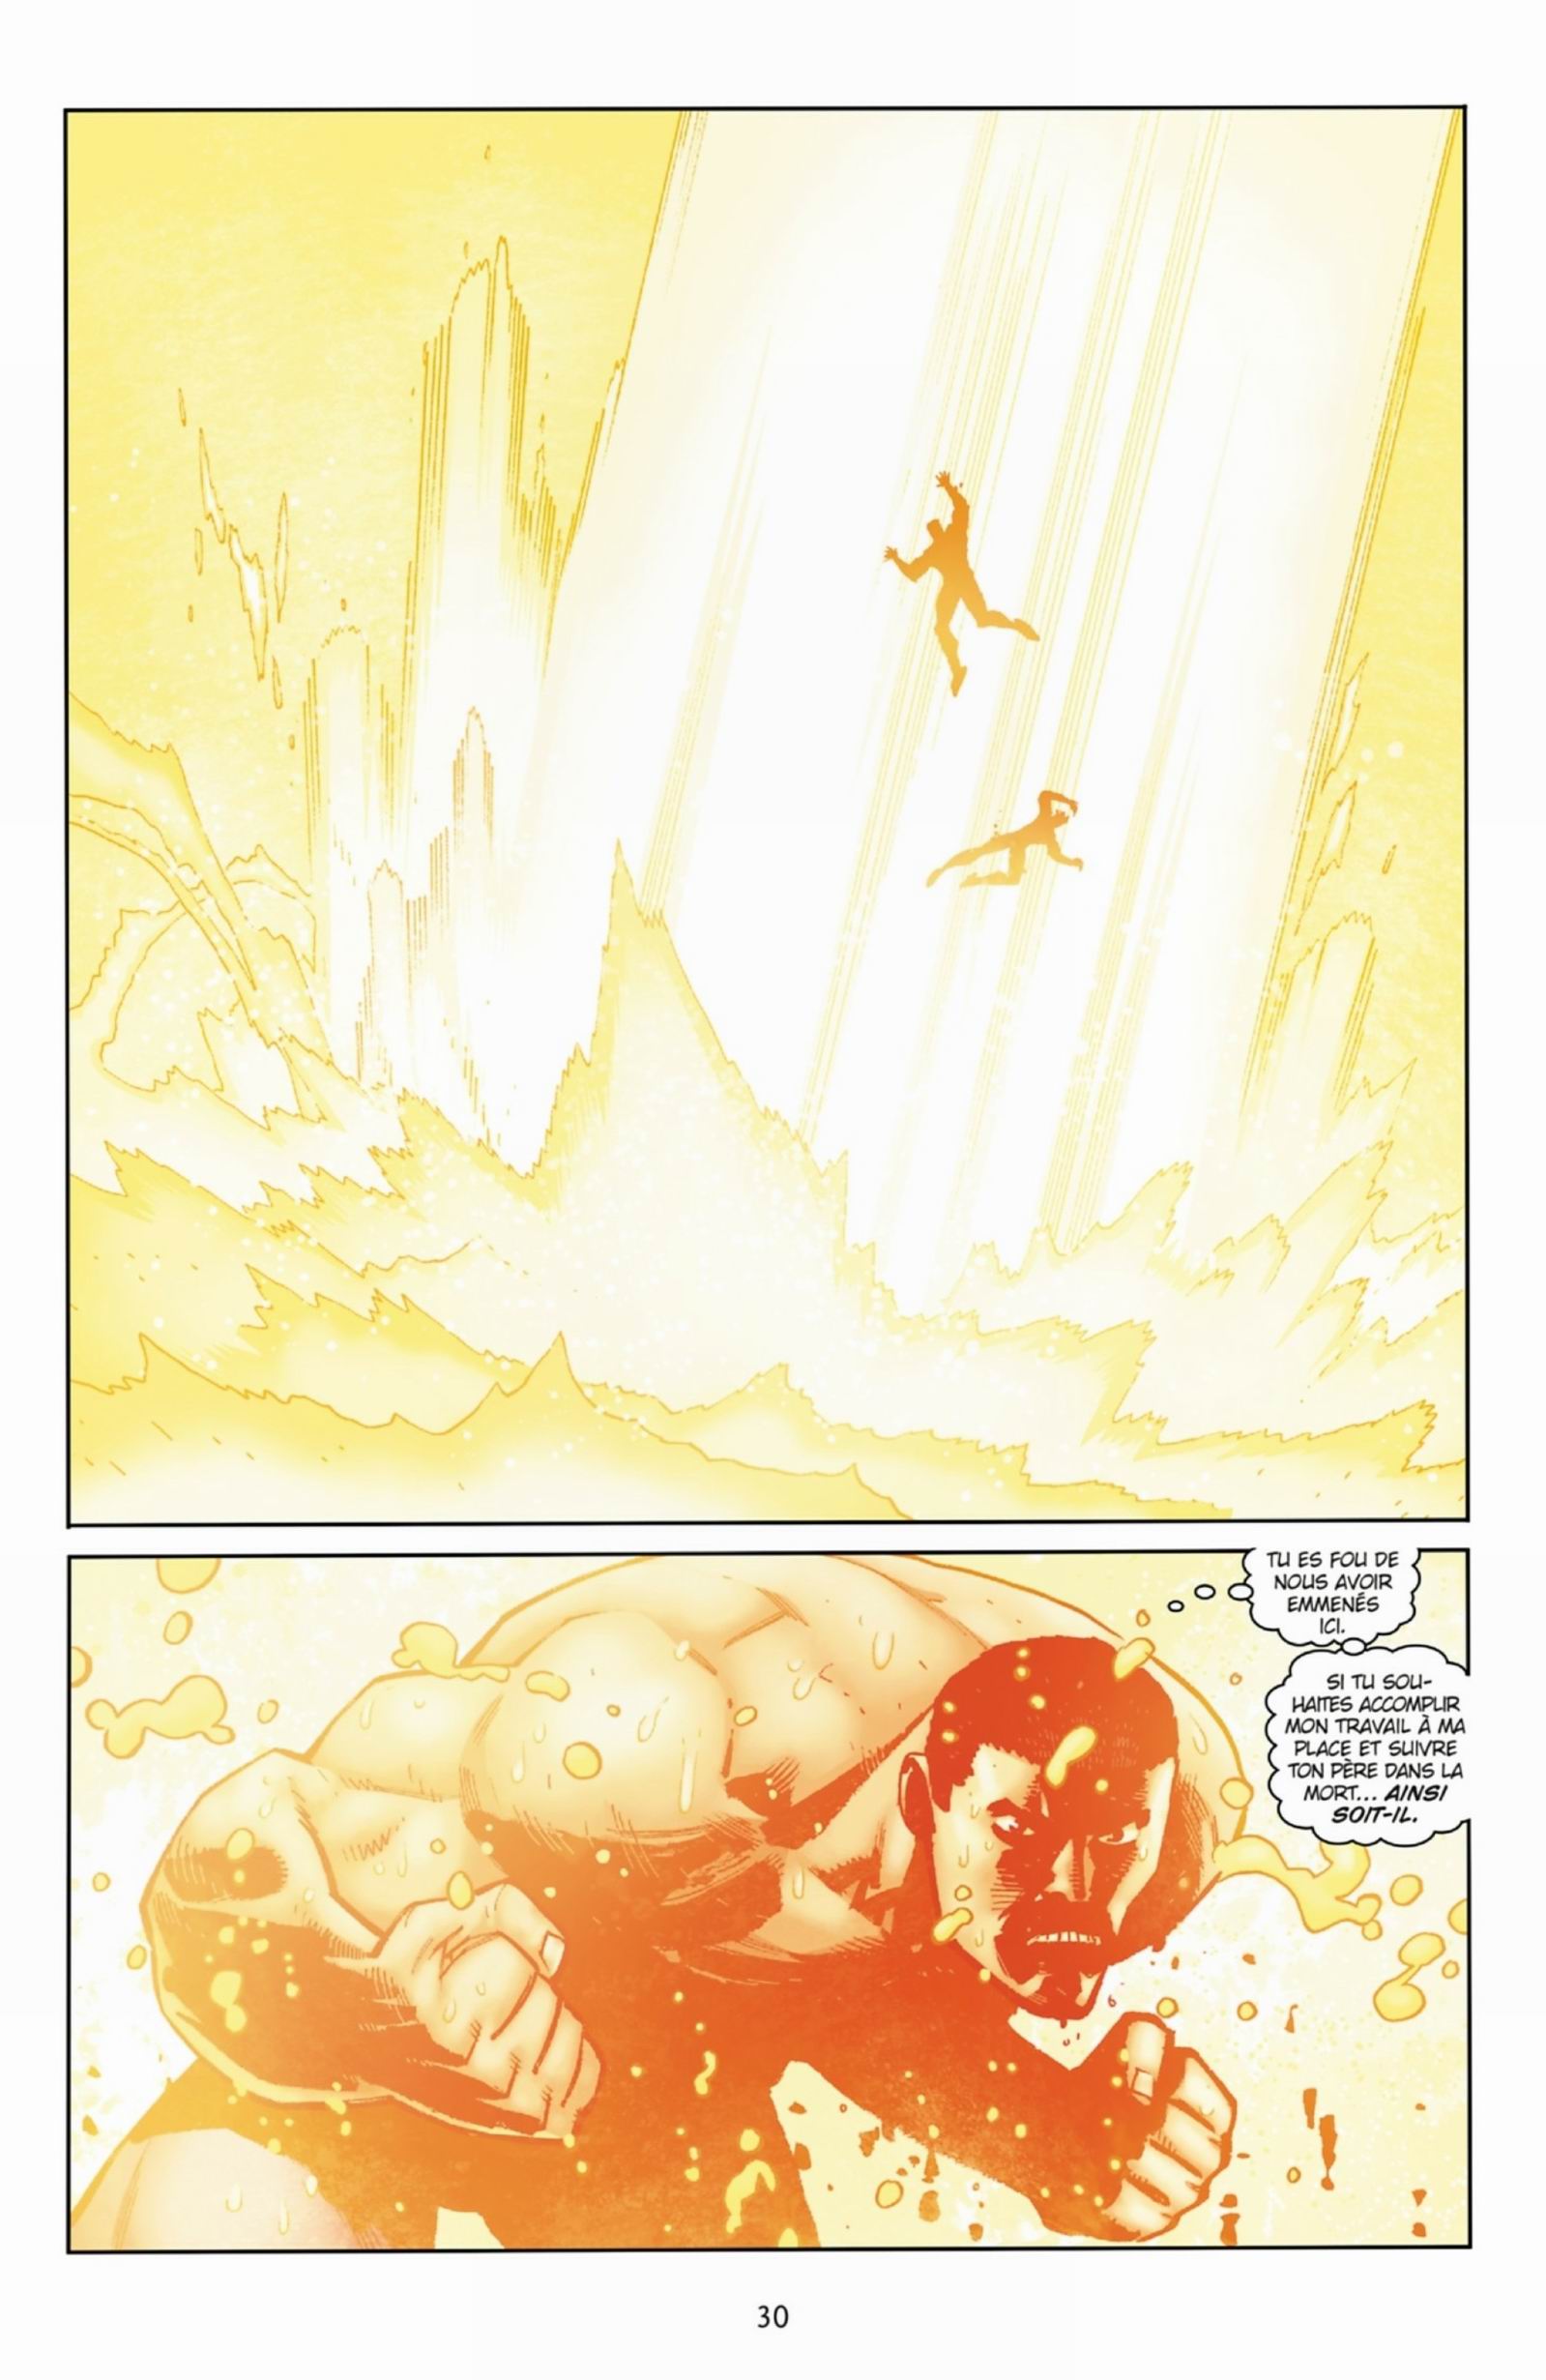 TU ES FOU DE
NOUS AVOIR
EMMENÉS
ICI.
SI TU SOU-
HAITES ACCOMPLIR
MON TRAVAIL À MA
PLACE ET SUIVRE
TON PÈRE DANS LA
MORT... AINSI
SOIT-IL.
30